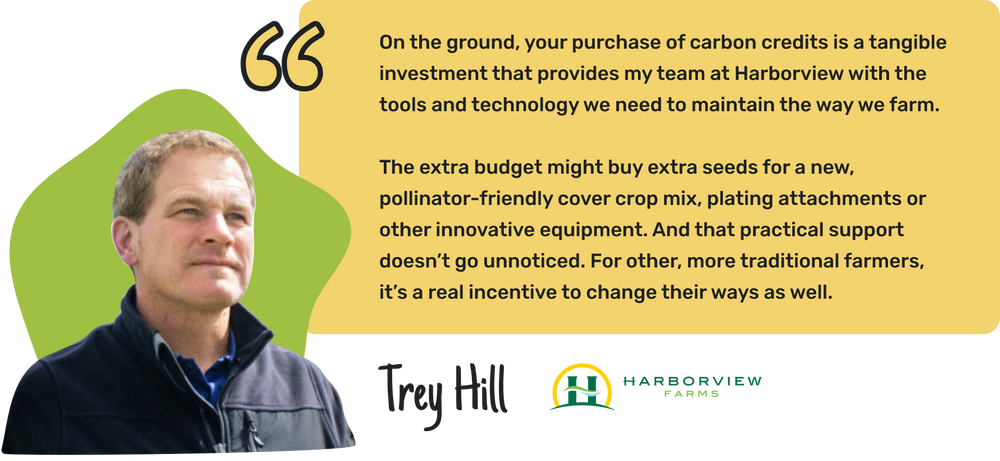 On the ground, your purchase of carbon credits is a tangible
investment that provides my team at Harborview with the
tools and technology we need to maintain the way we farm.
The extra budget might buy extra seeds for a new,
pollinator-friendly cover crop mix, plating attachments or
other innovative equipment. And that practical support
doesn’t go unnoticed. For other, more traditional farmers,
it’s a real incentive to change their ways as well.
Trey Hill
H
HARBORVIEW
FARMS